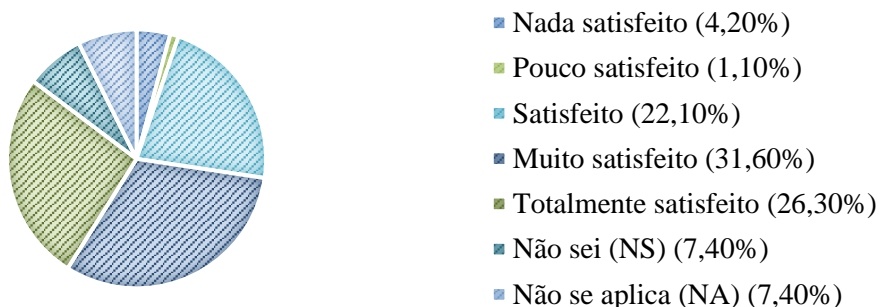 Nada satisfeito (4,20%)
Pouco satisfeito (1,10%)
Satisfeito (22,10%)
Muito satisfeito (31,60%)
Totalmente satisfeito (26,30%)
Não sei (NS) (7,40%)
Não se aplica (NA) (7,40%)